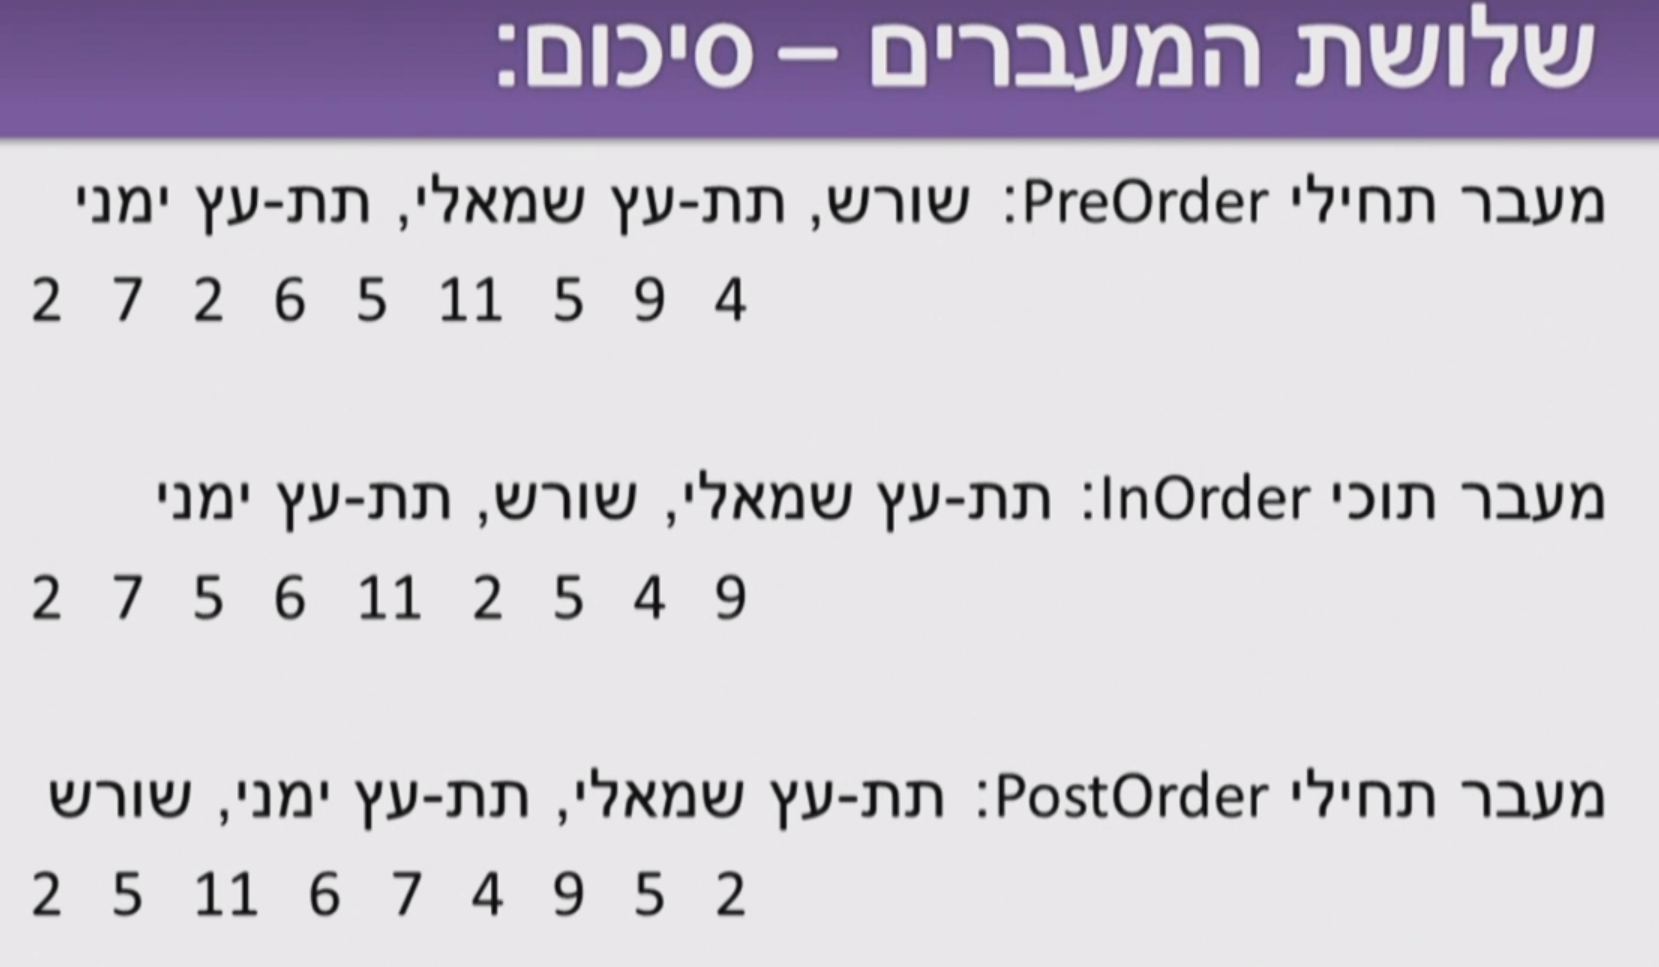 שלושת המעברים – סיכום:
מעבר תחילי PreOrder: שורש, תת-עץ שמאלי, תת-עץ ימני
2 7 2 6 5 11 5 9 4
מעבר תוכי InOrder: תת-עץ שמאלי, שורש, תת-עץ ימני
2 7 5 6 11 2 5 4 9
מעבר תחילי PostOrder: תת-עץ שמאלי, תת-עץ ימני, שורש
2 5 11 6 7 4 9 5 2